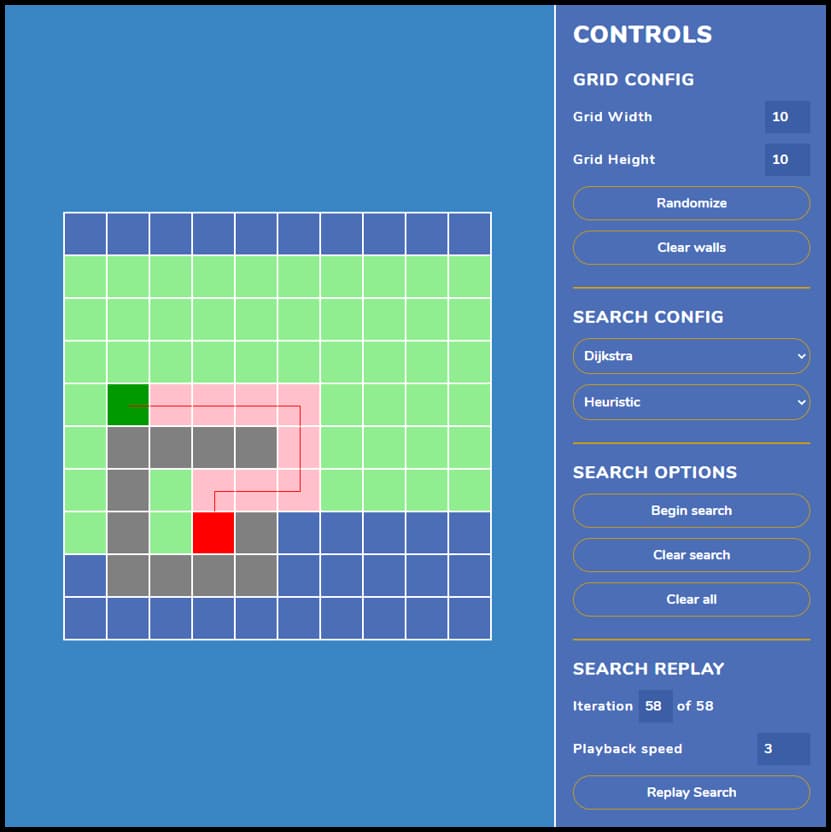 CONTROLS
GRID CONFIG
Grid Width 10
Grid Height 10
Randomize
Clear walls
SEARCH CONFIG
Dijkstra
Heuristic
SEARCH OPTIONS
Begin search
Clear search
Clear all
SEARCH REPLAY
Iteration 58 of 58
Playback speed 3
Replay Search